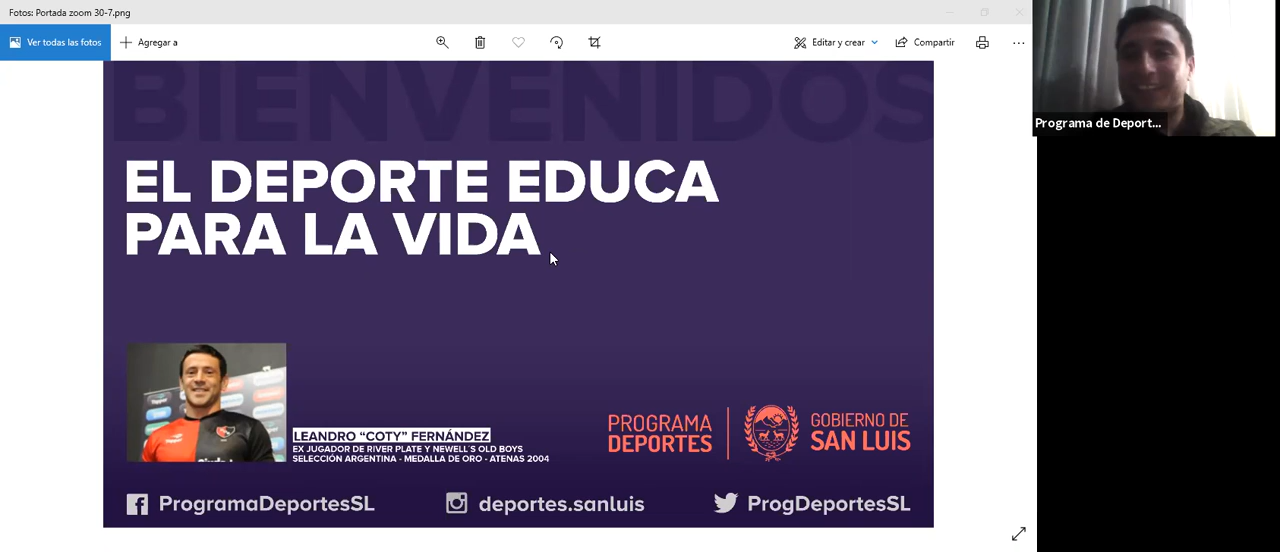 Fotos: Portada zoom 30-7.png
Ver todas las fotos
Agregar a
Editar y crear
Compartir
Programa de Deport...
BIENVENIDOS
EL DEPORTE EDUCA
PARA LA VIDA
LEANDRO "COTY" FERNÁNDEZ
EX JUGADOR DE RIVER PLATE Y NEWELL'S OLD BOYS
SELECCIÓN ARGENTINA - MEDALLA DE ORO - ATENAS 2004
PROGRAMA
DEPORTES
GOBIERNO DE
SAN LUIS
ProgramaDeportesSL
deportes.sanluis
ProgDeportesSL